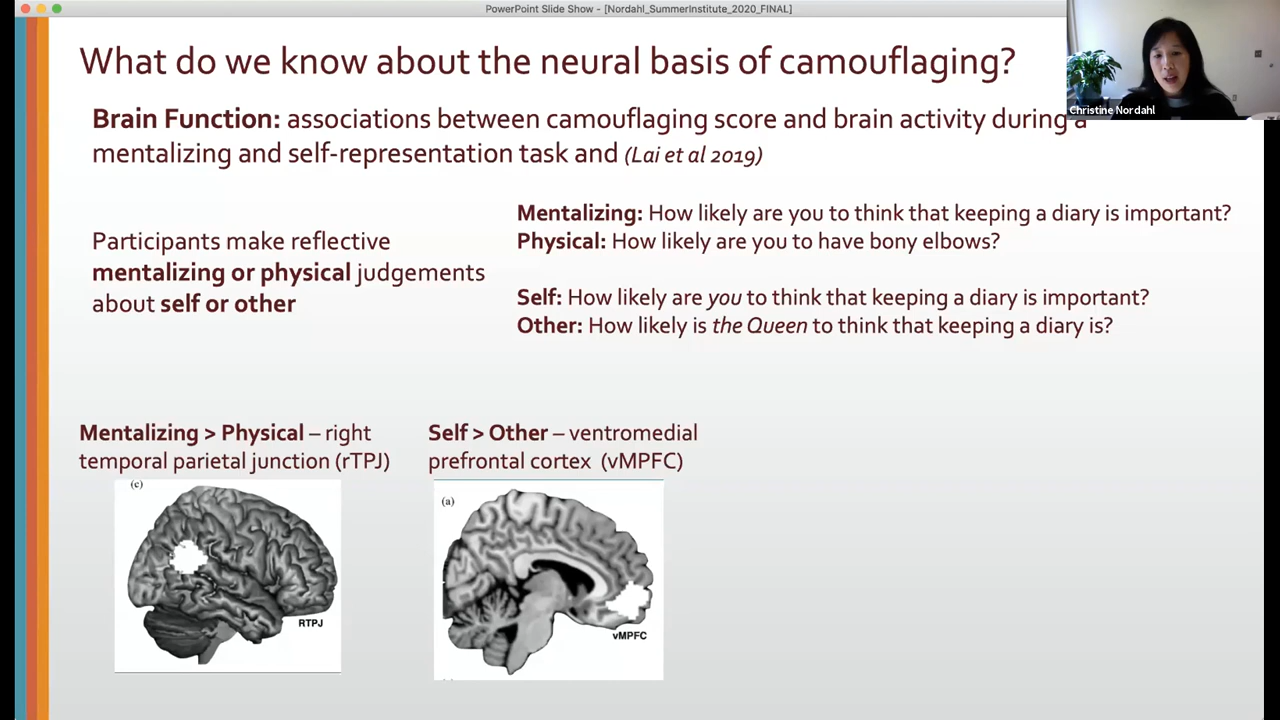 PowerPoint Slide Show - [Nordahl_SummerInstitute_2020_FINAL]
What do we know about the neural basis of camouflaging?
Christine Nordahl
Brain Function: associations between camouflaging score and brain activity during a
mentalizing and self-representation task and (Lai et al 2019)
Participants make reflective
mentalizing or physical judgements
about self or other
Mentalizing: How likely are you to think that keeping a diary is important?
Physical: How likely are you to have bony elbows?
Self: How likely are you to think that keeping a diary is important?
Other: How likely is the Queen to think that keeping a diary is?
Mentalizing > Physical – right
temporal parietal junction (rTPJ)
(c)
RTPJ
Self > Other – ventromedial
prefrontal cortex (vMPFC)
(a)
vMPFC